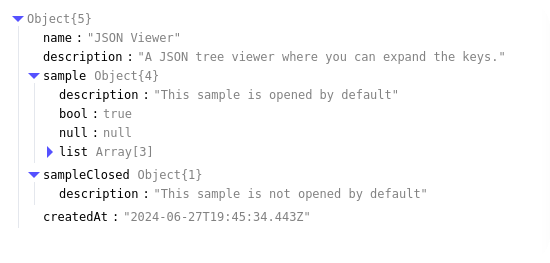 Object{5}
name : "JSON Viewer"
description : "A JSON tree viewer where you can expand the keys."
sample Object{4}
description : "This sample is opened by default"
bool : true
null : null
list Array[3]
sampleClosed Object{1}
description : "This sample is not opened by default"
createdAt : "2024-06-27T19:45:34.443Z"